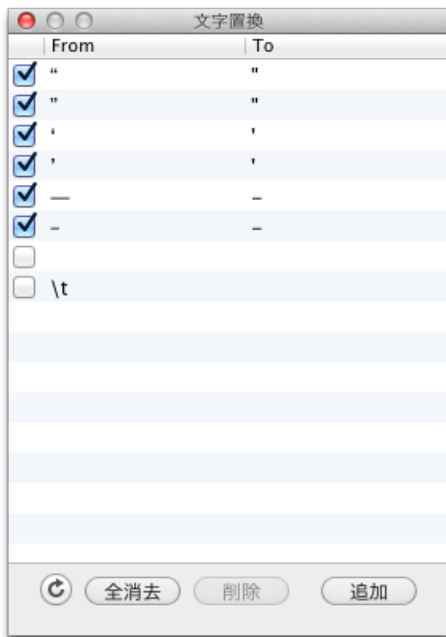 文字置換
From To
“ "
” "
‘ '
’ '
— –
– –
\t
全消去 削除 追加